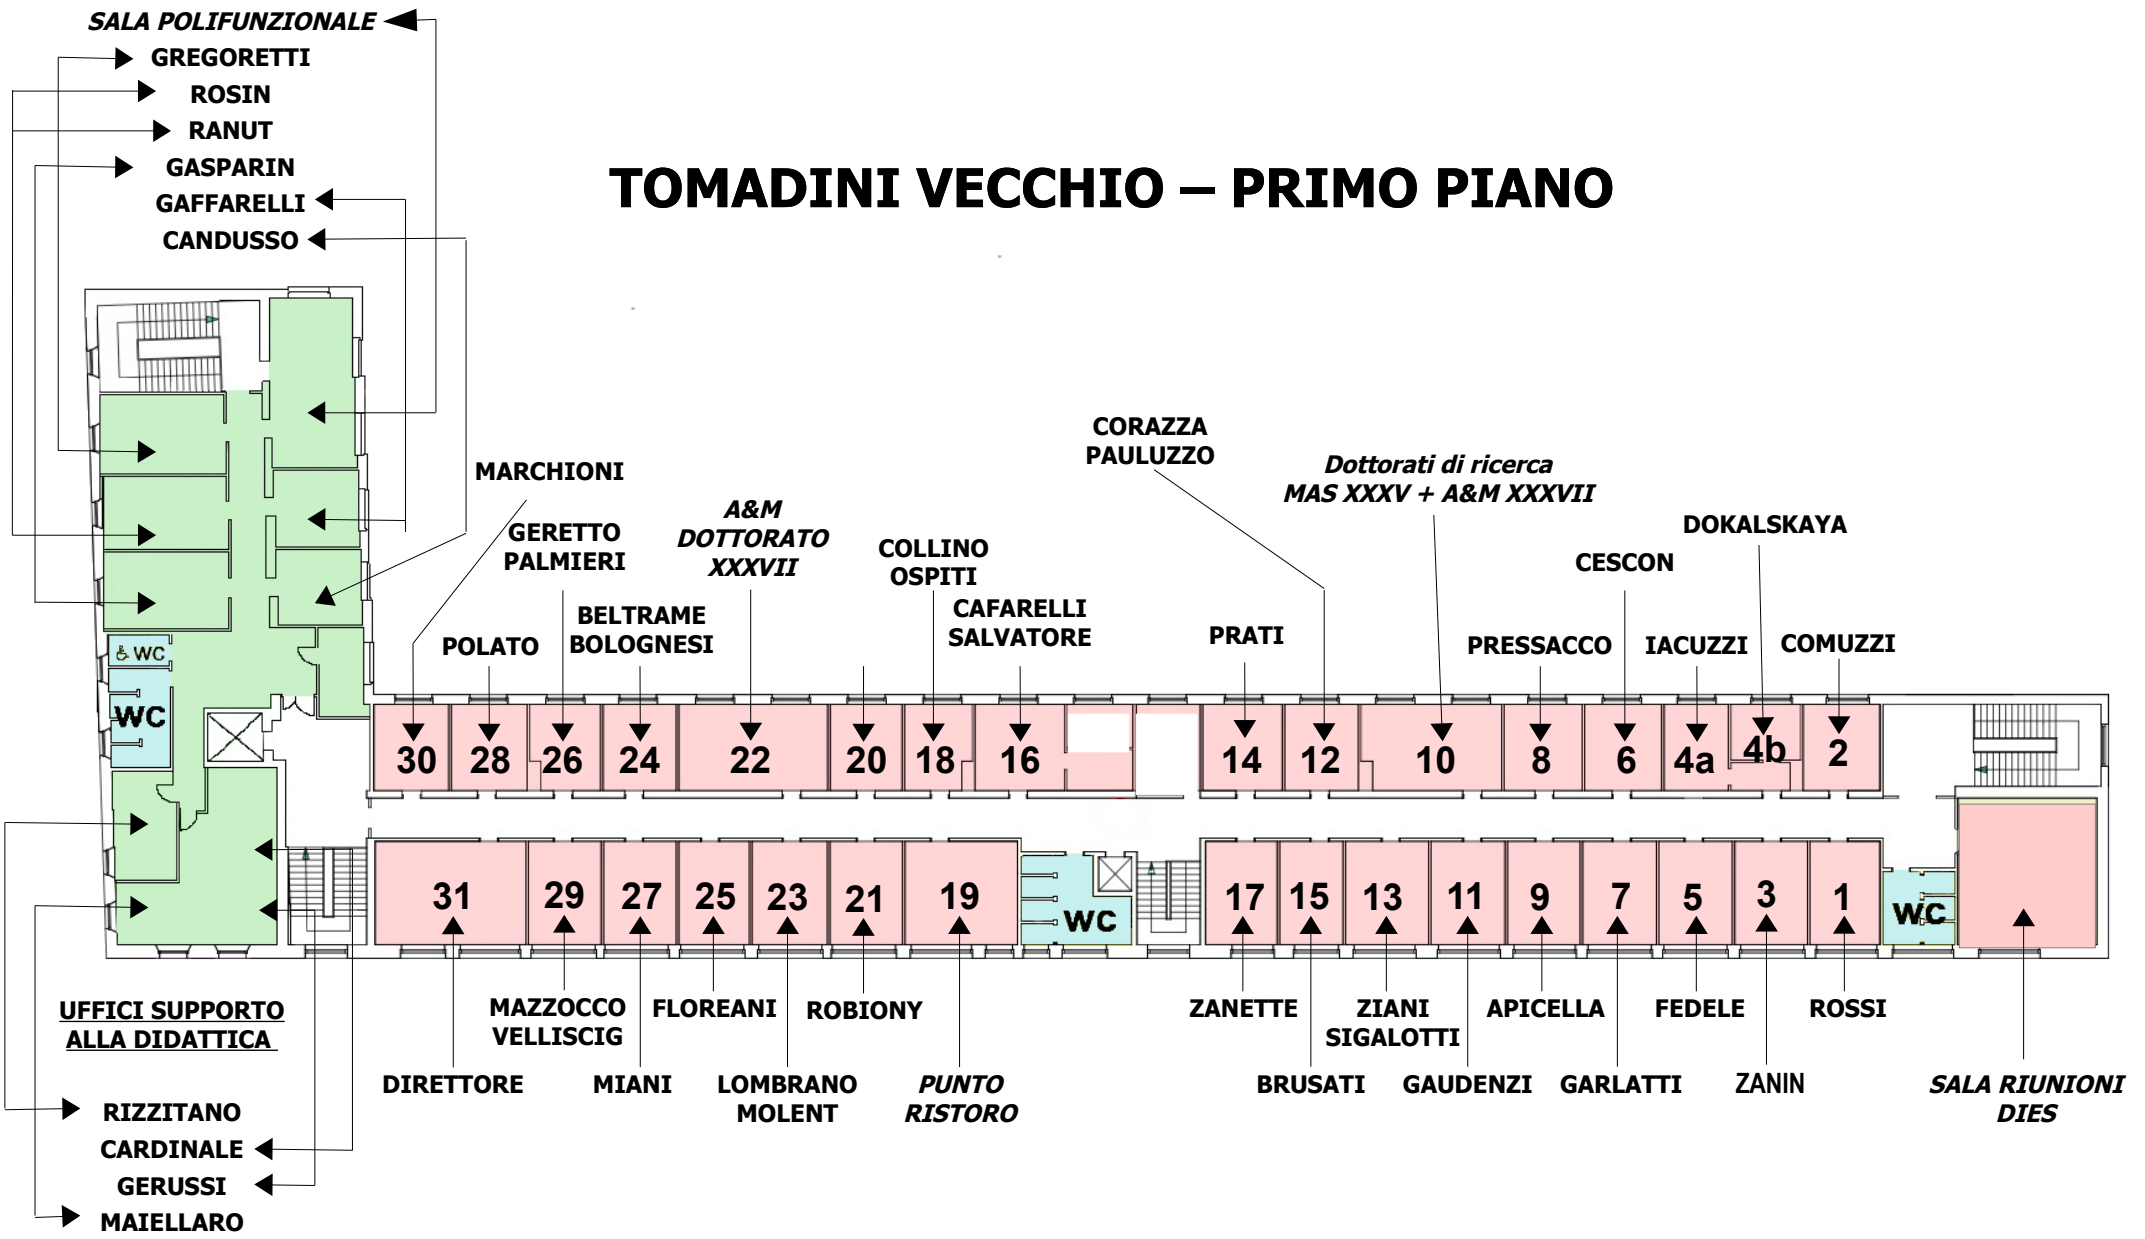 SALA POLIFUNZIONALE
GREGORETTI
ROSIN
RANUT
GASPARIN
GAFFARELLI
CANDUSSO
TOMADINI VECCHIO – PRIMO PIANO
MARCHIONI
GERETTO
PALMIERI
POLATO
BELTRAME
BOLOGNESI
A&M
DOTTORATO
XXXVII
COLLINO
OSPITI
CAFARELLI
SALVATORE
CORAZZA
PAULUZZO
PRATI
Dottorati di ricerca
MAS XXXV + A&M XXXVII
PRESSACCO
CESCON
IACUZZI
DOKALSKAYA
COMUZZI
WC
WC
30
28
26
24
22
20
18
16
14
12
10
8
6
4a
4b
2
31
29
27
25
23
21
19
WC
17
15
13
11
9
7
5
3
1
WC
UFFICI SUPPORTO
ALLA DIDATTICA
RIZZITANO
CARDINALE
GERUSSI
MAIELLARO
DIRETTORE
MAZZOCCO
VELLISCIG
MIANI
FLOREANI
LOMBRANO
MOLENT
ROBIONY
PUNTO
RISTORO
ZANETTE
BRUSATI
ZIANI
SIGALOTTI
GAUDENZI
APICELLA
GARLATTI
FEDELE
ZANIN
ROSSI
SALA RIUNIONI
DIES